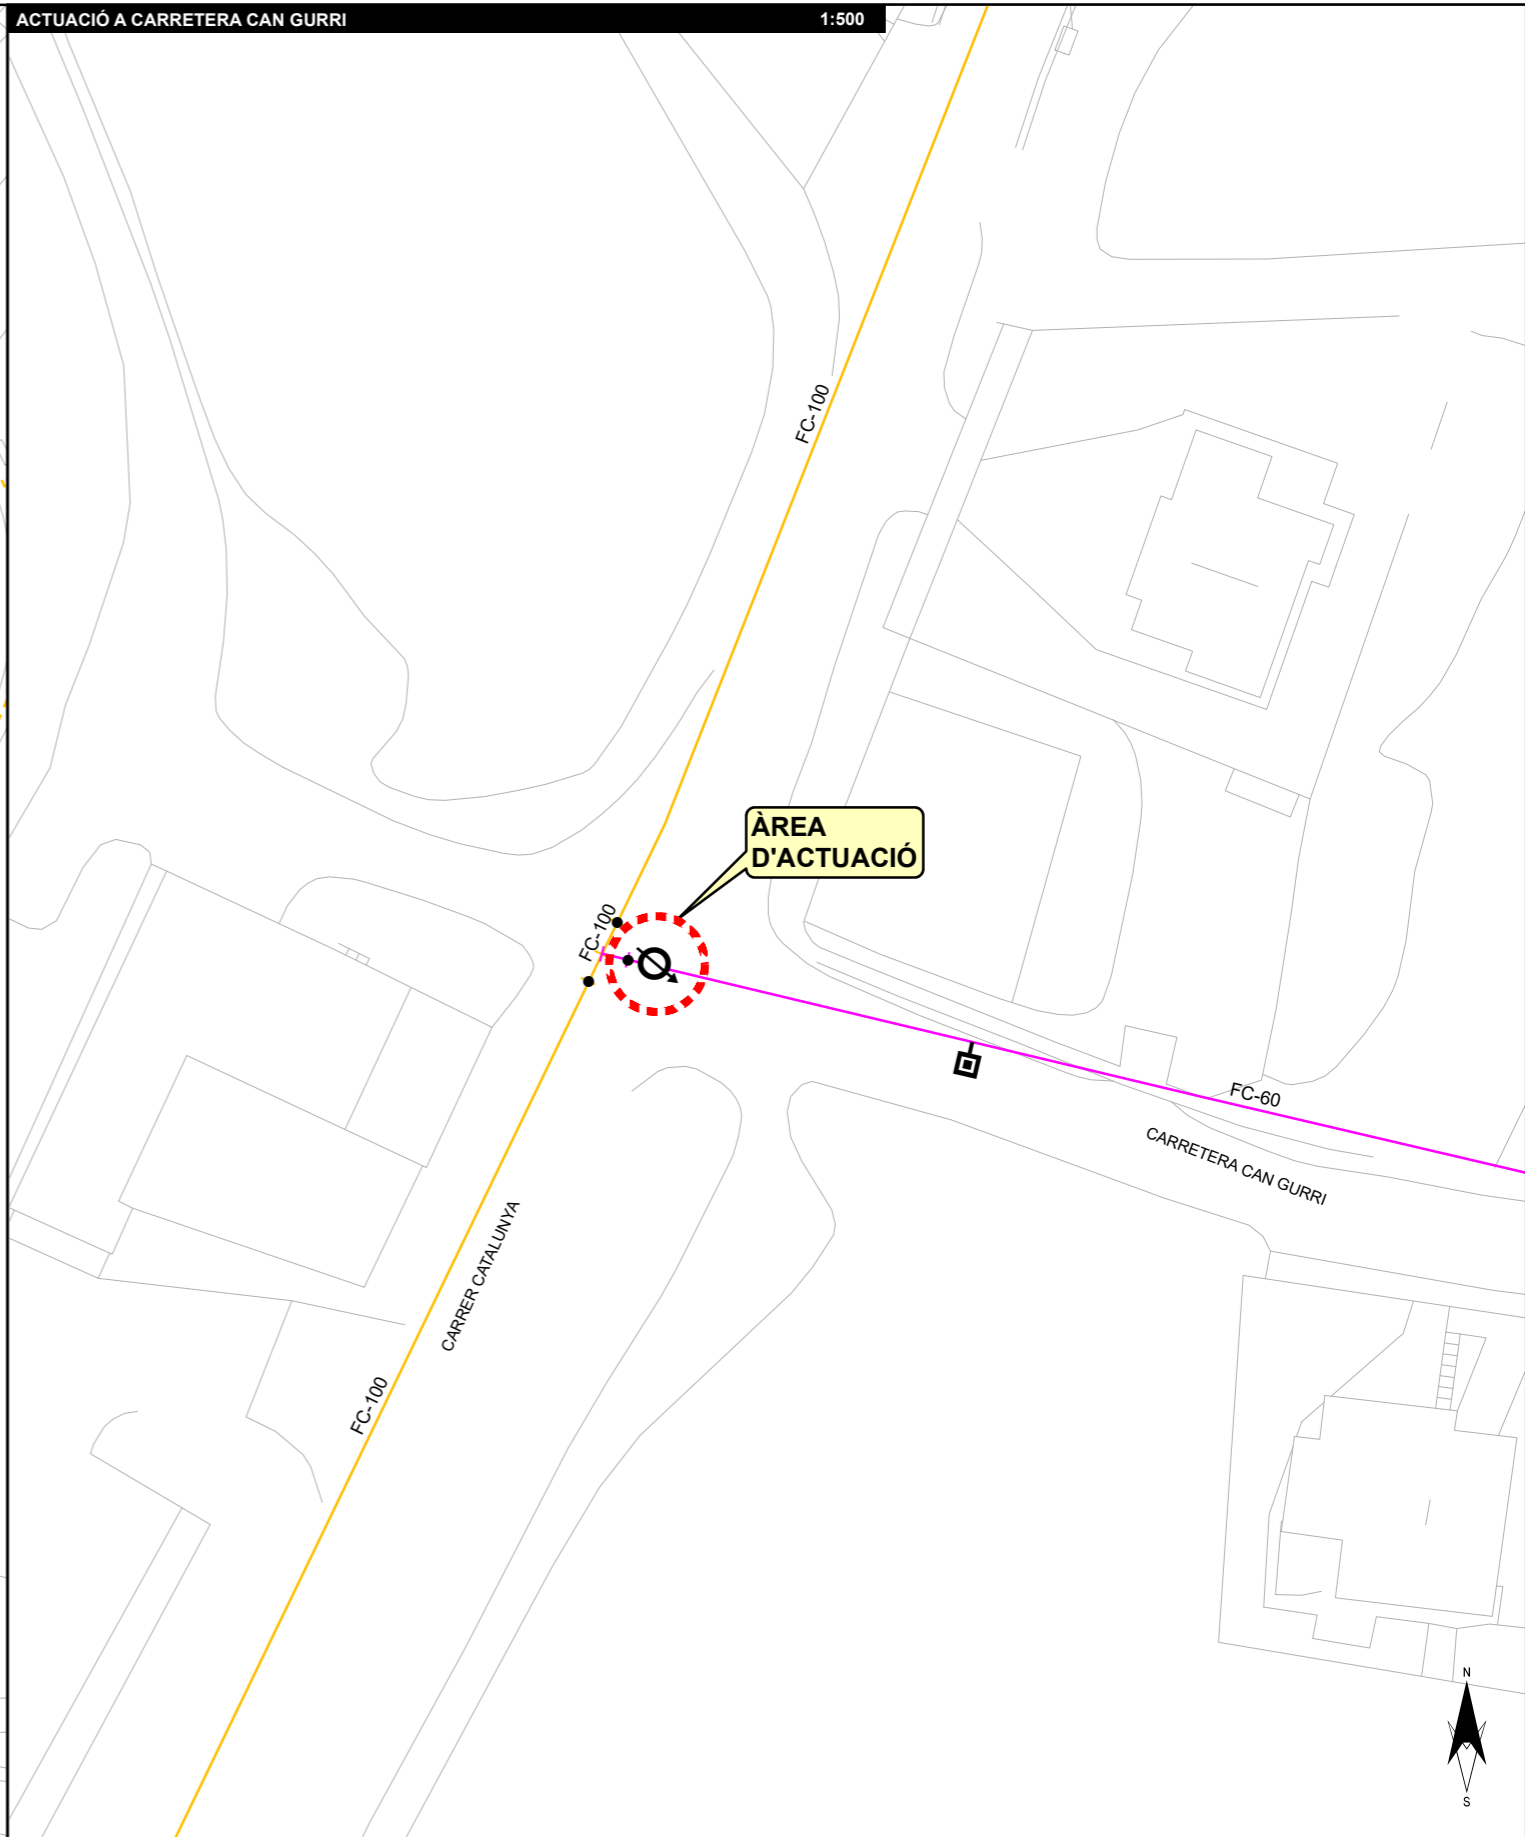 ACTUACIÓ A CARRETERA CAN GURRI 1:500
FC-100
ÀREA
D'ACTUACIÓ
FC-100
FC-60
CARRETERA CAN GURRI
CARRER CATALUNYA
FC-100
N
S